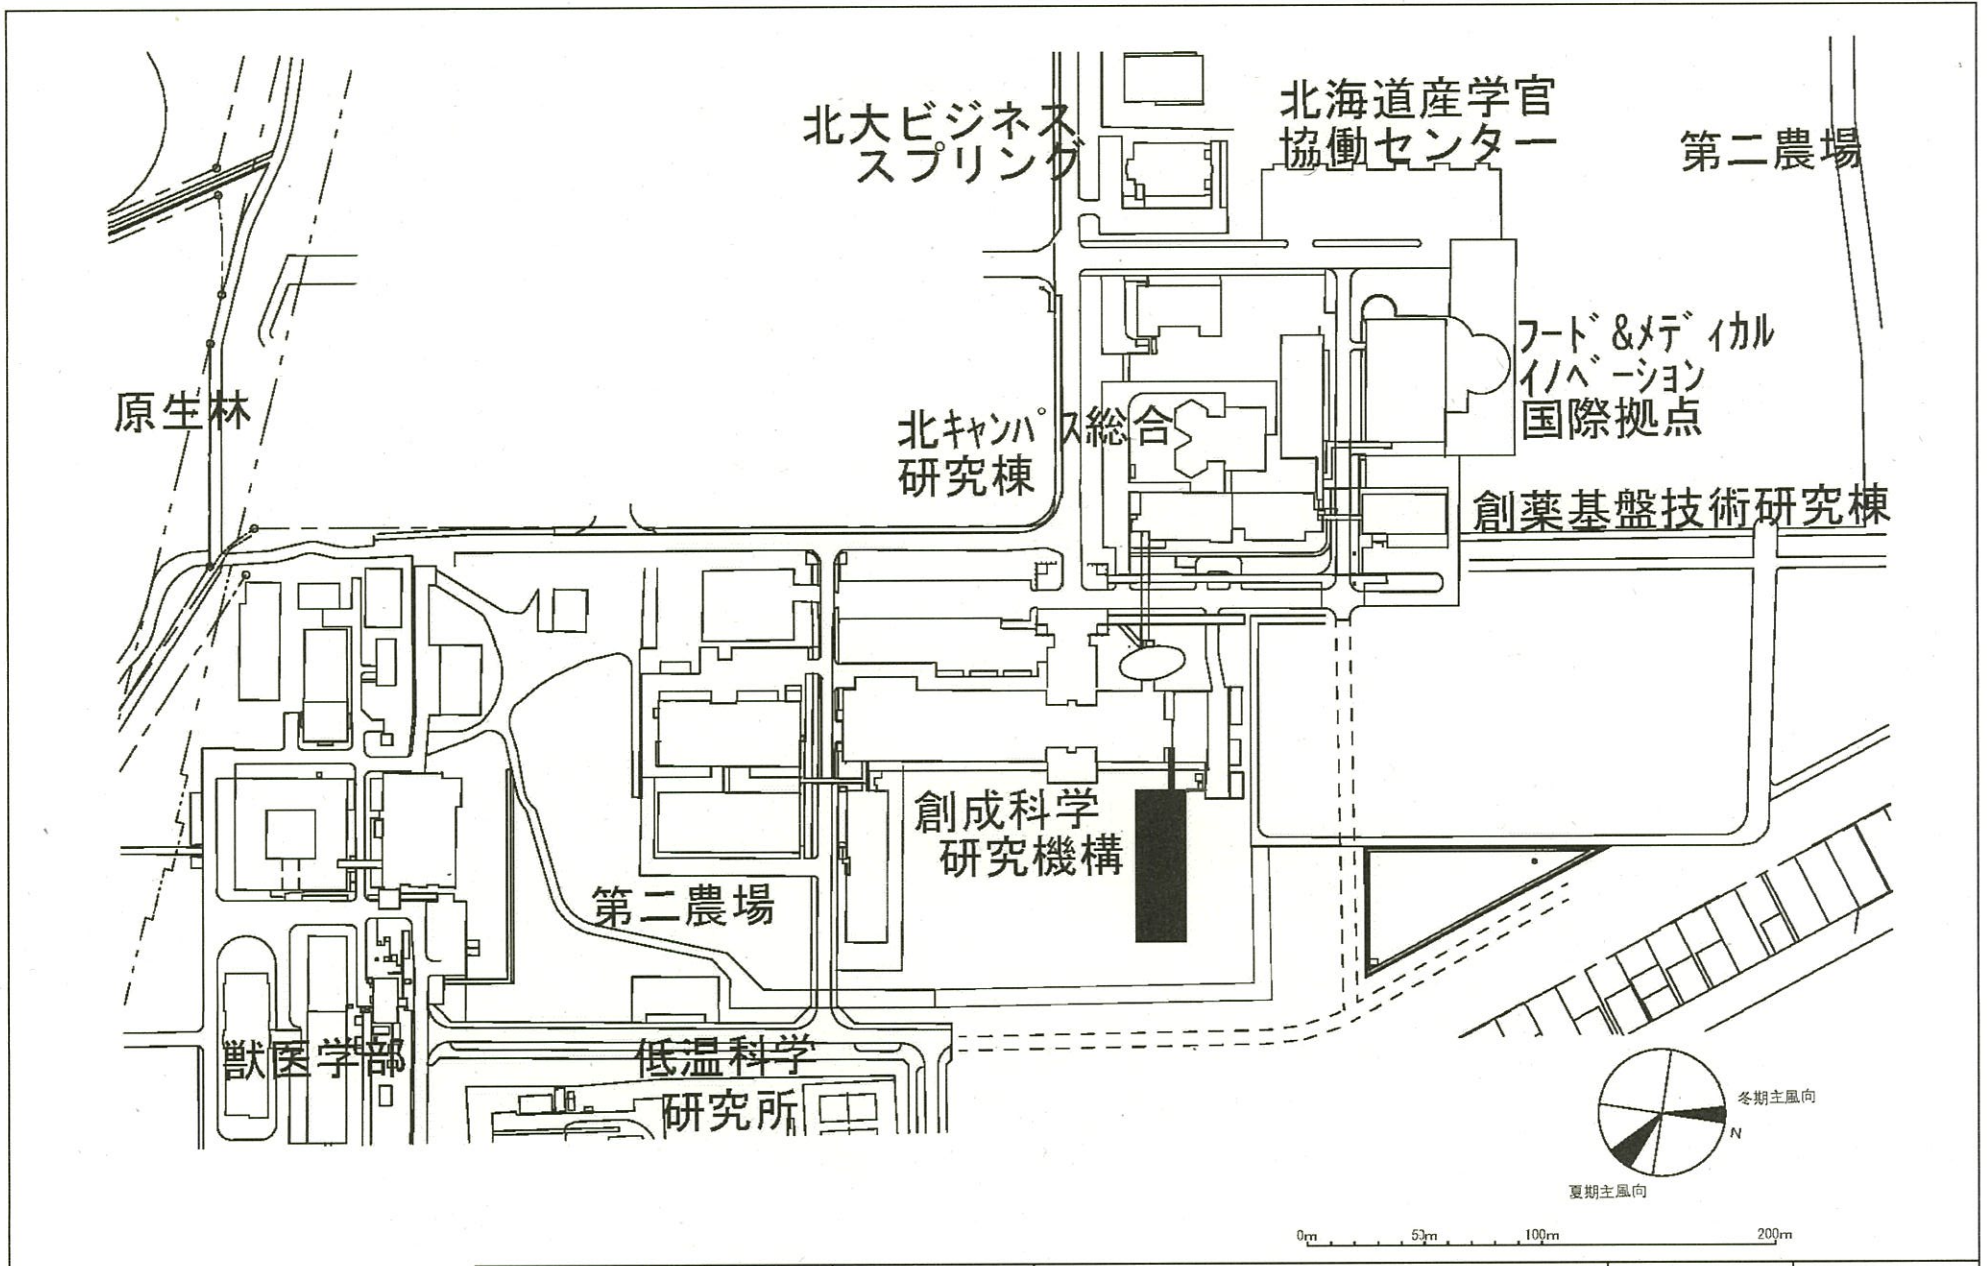 北大ビジネス
スプリング
北海道産学官
協働センター
第二農場
フード&メディカル
イノベーション
国際拠点
原生林
北キャンパス総合
研究棟
創薬基盤技術研究棟
創成科学
研究機構
第二農場
獣医学部
低温科学
研究所
冬期主風向
N
夏期主風向
0m 50m 100m 200m